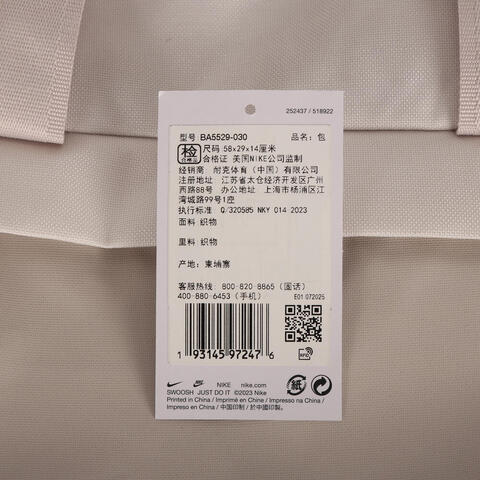 252437 / 518922
型号 BA5529-030 品名: 包
检 合格 尺码 58x29x14厘米
合格证 美国NIKE公司监制
经销商 耐克体育（中国）有限公司
注册地址 江苏省太仓经济开发区广州西
路88号 办公地址 上海市杨浦区江
湾城路99号1座
执行标准 Q/320585 NKY 014 2023
面料 织物
里料 织物
产地: 柬埔寨
客服热线: 800-820-8865（固话）
400-880-6453（手机）
E01 072025
1 93145 97247 6
RFID
NIKE nike.com
SWOOSH JUST DO IT ©2023 Nike
Printed in China / Imprimé en Chine / Impresso na China /
Impreso en China / 中国印制 / 於中國印製。
紙